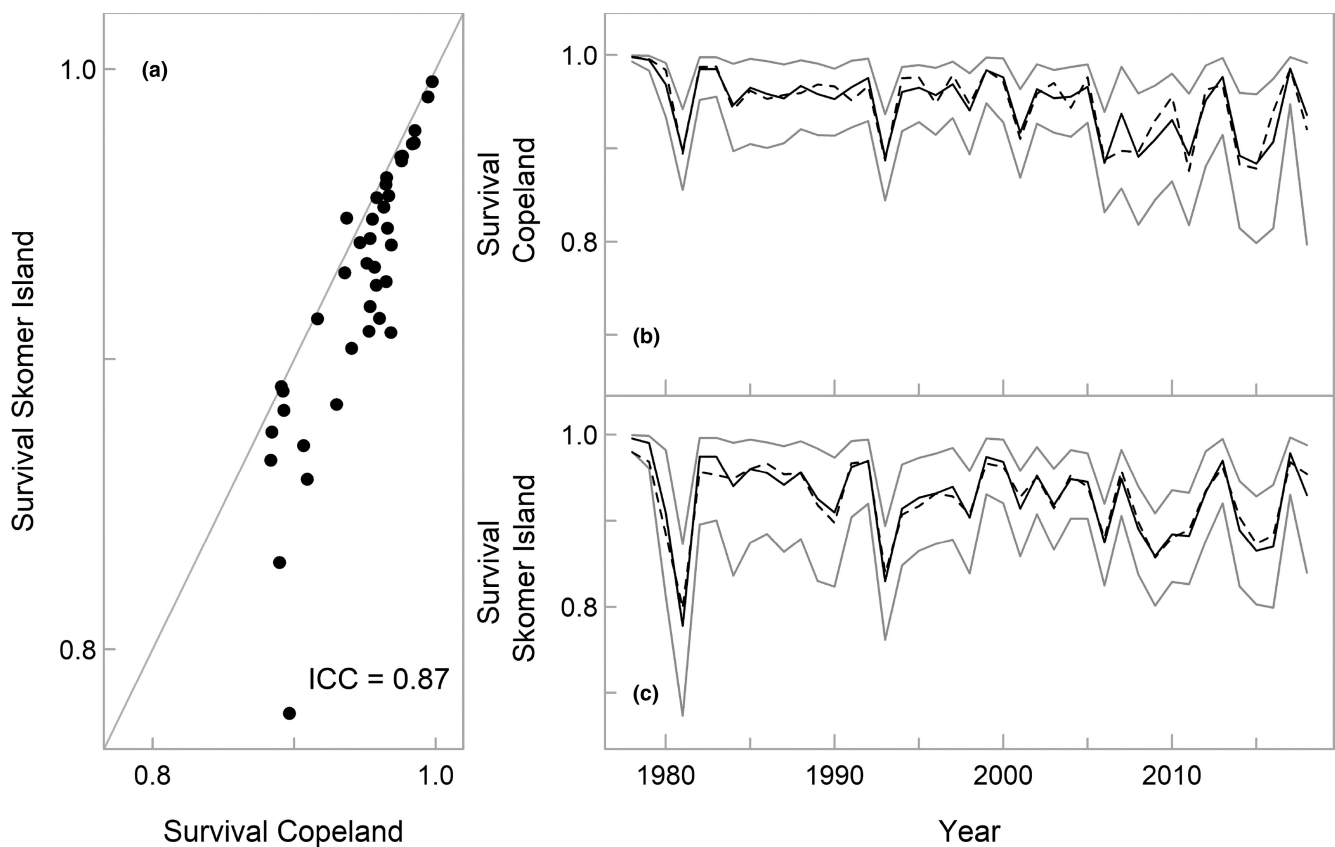 (a)
1.0
0.8
Survival Skomer Island
ICC = 0.87
0.8
1.0
Survival Copeland
1.0
0.8
Survival
Copeland
(b)
1.0
0.8
Survival
Skomer Island
(c)
1980
1990
2000
2010
Year